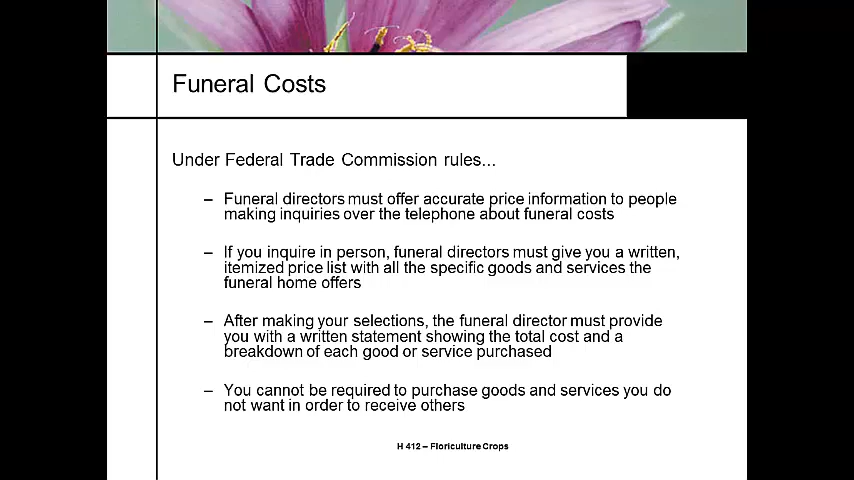 Funeral Costs
Under Federal Trade Commission rules...
– Funeral directors must offer accurate price information to people
making inquiries over the telephone about funeral costs
– If you inquire in person, funeral directors must give you a written,
itemized price list with all the specific goods and services the
funeral home offers
– After making your selections, the funeral director must provide
you with a written statement showing the total cost and a
breakdown of each good or service purchased
– You cannot be required to purchase goods and services you do
not want in order to receive others
H 412 – Floriculture Crops